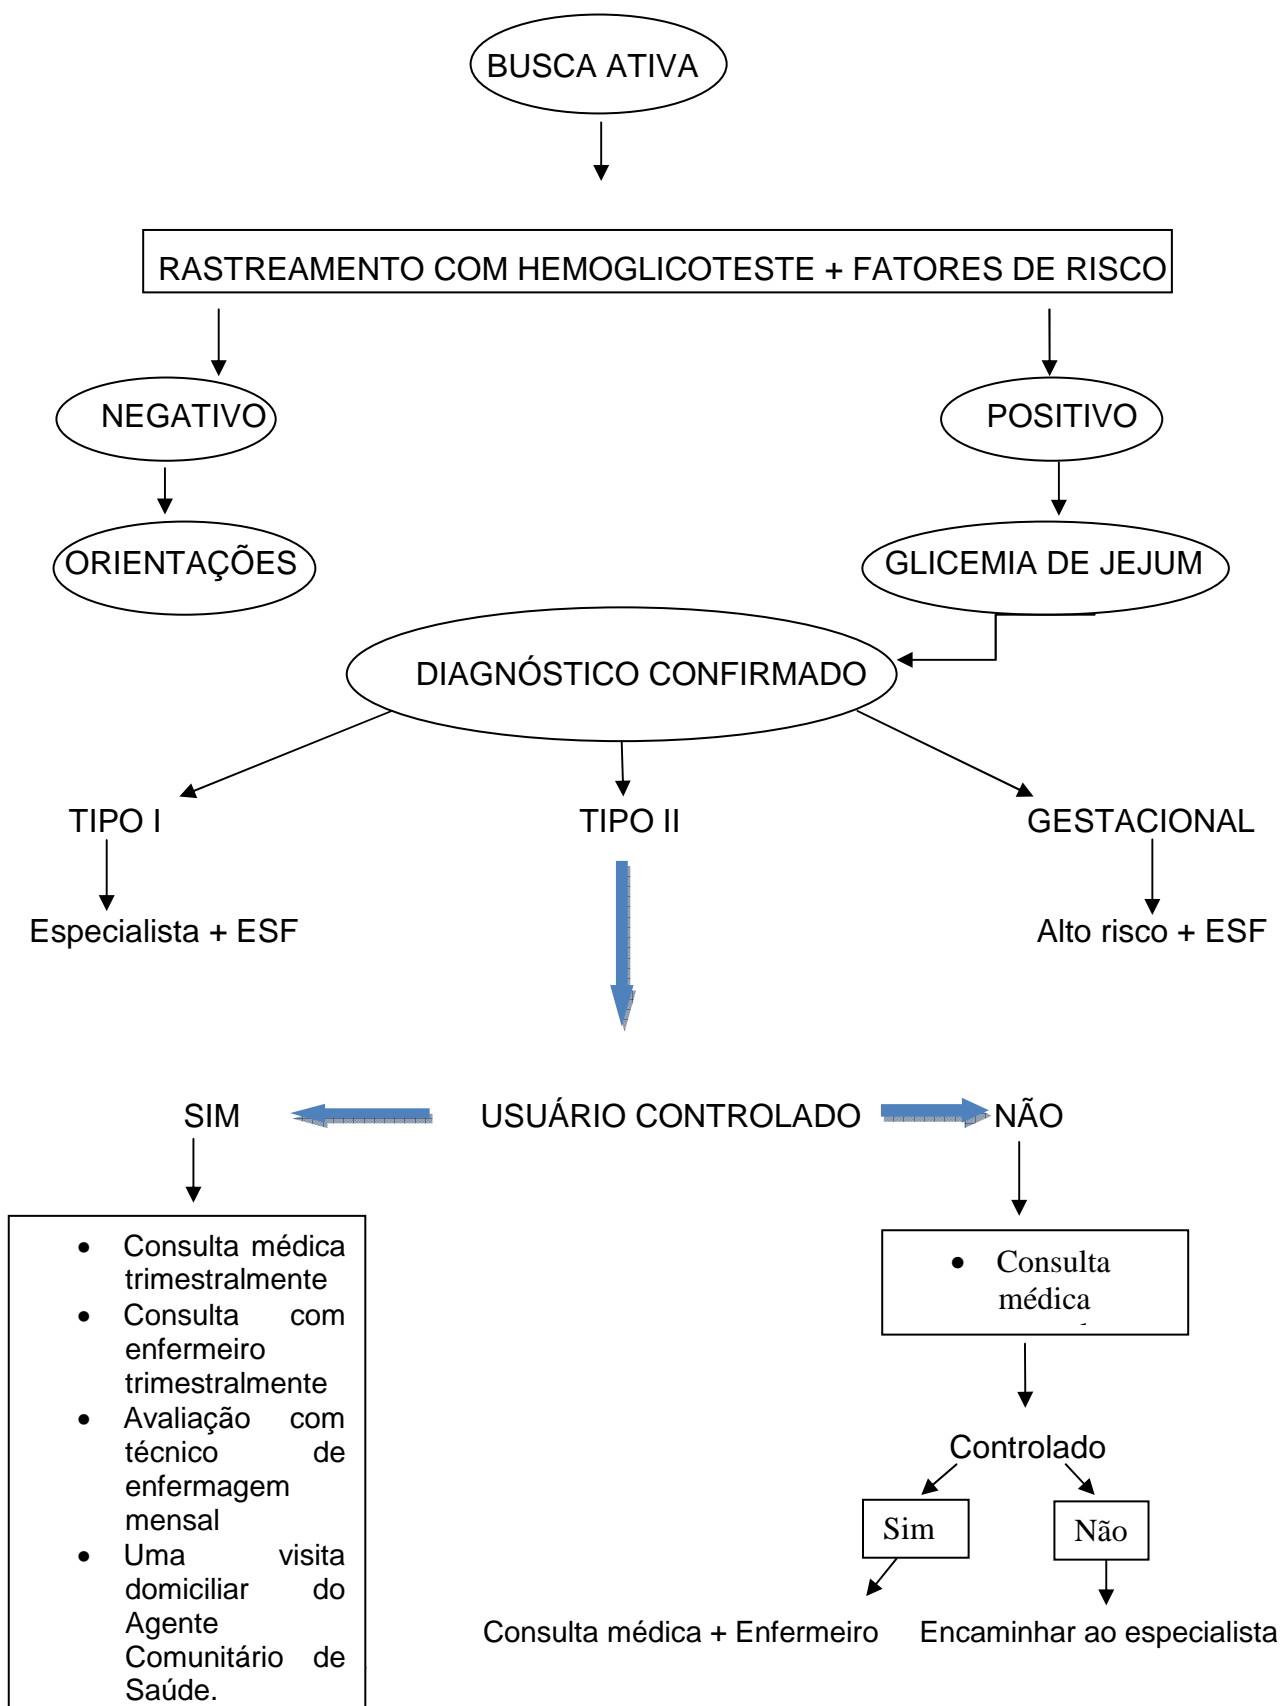 BUSCA ATIVA
RASTREAMENTO COM HEMOGLICOTESTE + FATORES DE RISCO
NEGATIVO
POSITIVO
ORIENTAÇÕES
GLICEMIA DE JEJUM
DIAGNÓSTICO CONFIRMADO
TIPO I
TIPO II
GESTACIONAL
Especialista + ESF
Alto risco + ESF
SIM
USUÁRIO CONTROLADO
NÃO
• Consulta médica
trimestralmente
• Consulta com
enfermeiro
trimestralmente
• Avaliação com
técnico de
enfermagem
mensal
• Uma visita
domiciliar do
Agente
Comunitário de
Saúde.
• Consulta
médica
Controlado
Sim
Não
Consulta médica + Enfermeiro
Encaminhar ao especialista